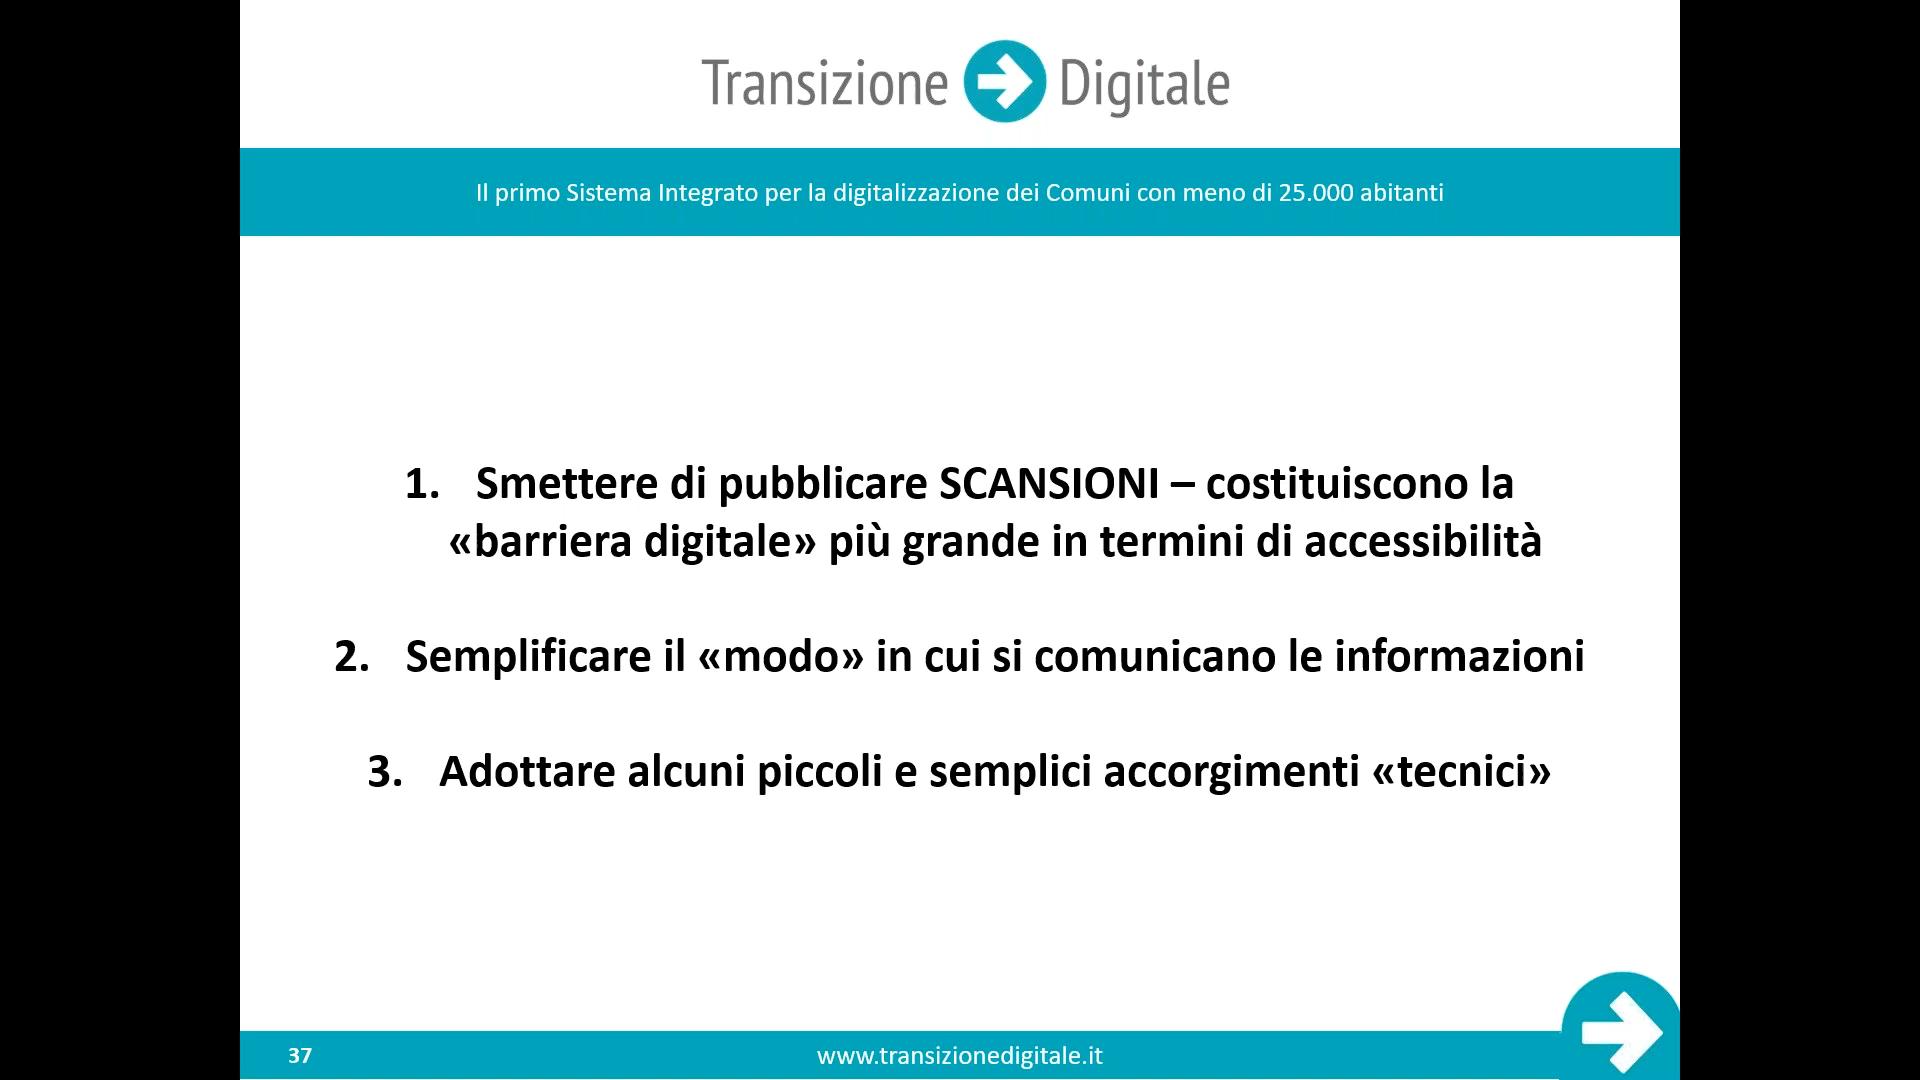 Transizione Digitale
Il primo Sistema Integrato per la digitalizzazione dei Comuni con meno di 25.000 abitanti
1. Smettere di pubblicare SCANSIONI – costituiscono la
«barriera digitale» più grande in termini di accessibilità
2. Semplificare il «modo» in cui si comunicano le informazioni
3. Adottare alcuni piccoli e semplici accorgimenti «tecnici»
37
www.transizionedigitale.it